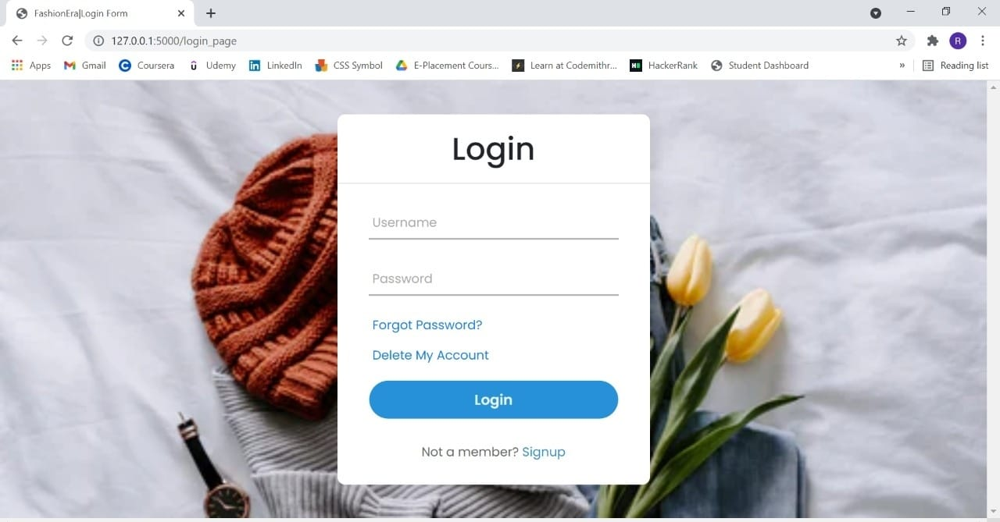 FashionEra|Login Form
127.0.0.1:5000/login_page
R
Apps Gmail Coursera Udemy LinkedIn CSS Symbol E-Placement Cours... Learn at Codemithr... HackerRank Student Dashboard » Reading list
Login
Username
Password
Forgot Password?
Delete My Account
Login
Not a member? Signup